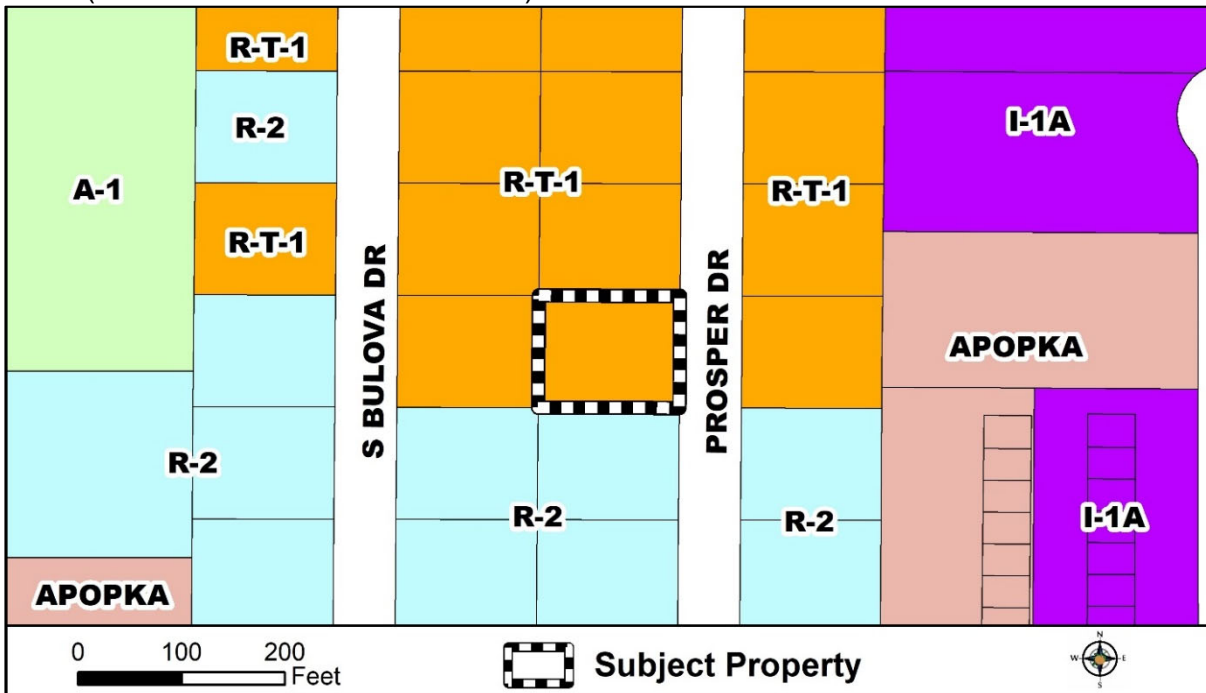 R-T-1
R-2
I-1A
A-1
R-T-1
R-T-1
R-T-1
S BULOVA DR
PROSPER DR
APOPKA
R-2
R-2
R-2
I-1A
APOPKA
0 100 200
Feet
Subject Property
N
W E
S